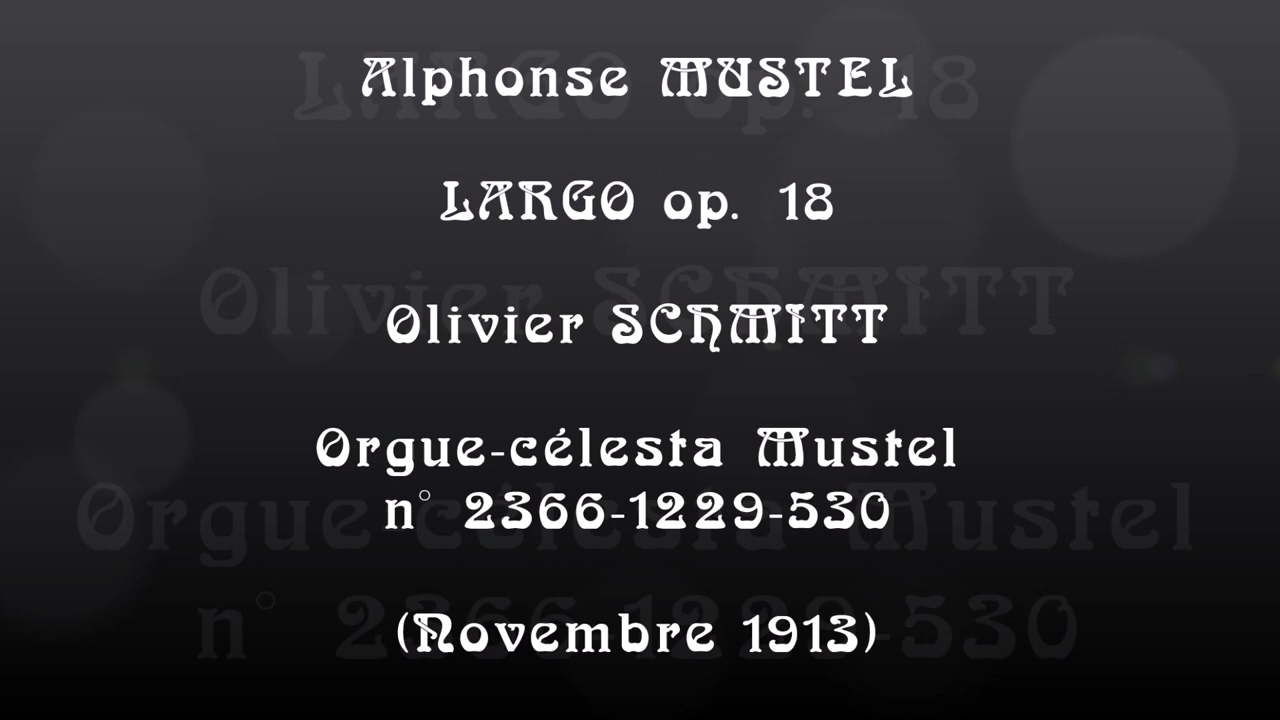 Alphonse MUSTEL
LARGO op. 18
Olivier SCHMITT
Orgue-célesta Mustel
n° 2366-1229-530
(Novembre 1913)